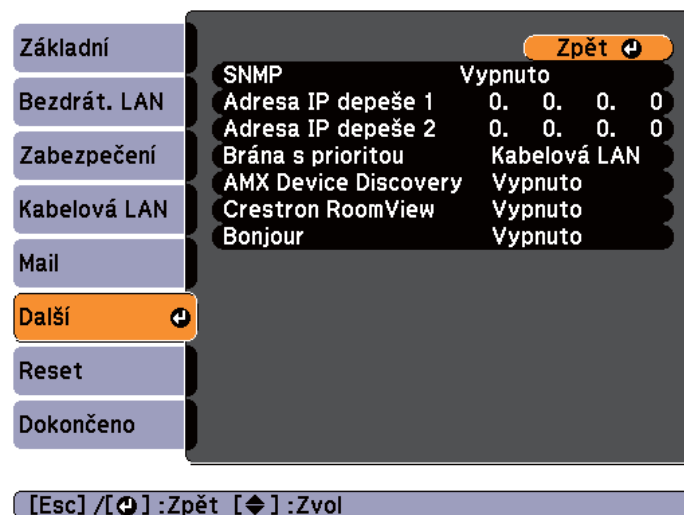 Základní
Bezdrát. LAN
Zabezpečení
Kabelová LAN
Mail
Další
Reset
Dokončeno
Zpět
SNMP Vypnuto
Adresa IP depeše 1 0. 0. 0. 0
Adresa IP depeše 2 0. 0. 0. 0
Brána s prioritou Kabelová LAN
AMX Device Discovery Vypnuto
Crestron RoomView Vypnuto
Bonjour Vypnuto
[Esc] /[⏎] :Zpět [◆] :Zvol